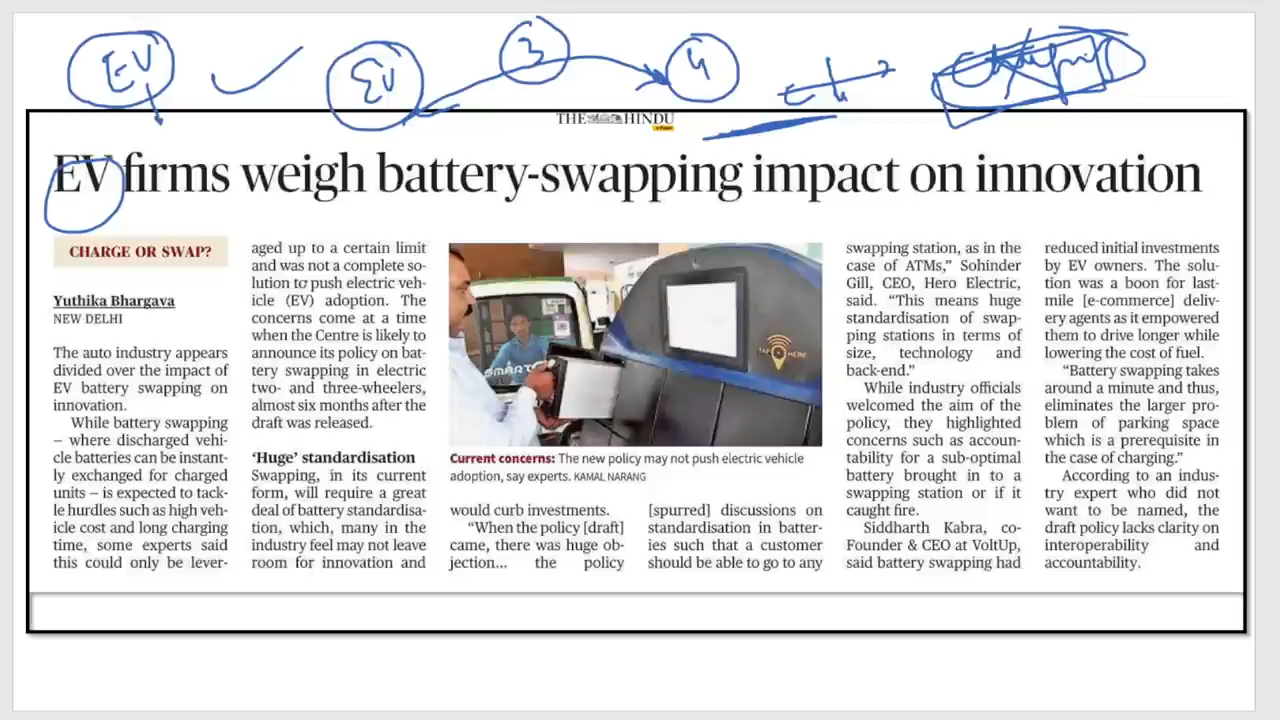 EV
EV
3
4
THE HINDU
EV firms weigh battery-swapping impact on innovation
CHARGE OR SWAP?
Yuthika Bhargava
NEW DELHI
The auto industry appears
divided over the impact of
EV battery swapping on
innovation.
While battery swapping
– where discharged vehi-
cle batteries can be instant-
ly exchanged for charged
units – is expected to tack-
le hurdles such as high veh-
icle cost and long charging
time, some experts said
this could only be lever-
aged up to a certain limit
and was not a complete so-
lution to push electric veh-
icle (EV) adoption. The
concerns come at a time
when the Centre is likely to
announce its policy on bat-
tery swapping in electric
two- and three-wheelers,
almost six months after the
draft was released.
‘Huge’ standardisation
Swapping, in its current
form, will require a great
deal of battery standardisa-
tion, which, many in the
industry feel may not leave
room for innovation and
SMART
TAP HERE
Current concerns: The new policy may not push electric vehicle
adoption, say experts. KAMAL NARANG
would curb investments.
“When the policy [draft]
came, there was huge ob-
jection... the policy
[spurred] discussions on
standardisation in batter-
ies such that a customer
should be able to go to any
swapping station, as in the
case of ATMs,” Sohinder
Gill, CEO, Hero Electric,
said. “This means huge
standardisation of swap-
ping stations in terms of
size, technology and
back-end.”
While industry officials
welcomed the aim of the
policy, they highlighted
concerns such as accoun-
tability for a sub-optimal
battery brought in to a
swapping station or if it
caught fire.
Siddharth Kabra, co-
Founder & CEO at VoltUp,
said battery swapping had
reduced initial investments
by EV owners. The solu-
tion was a boon for last-
mile [e-commerce] deliv-
ery agents as it empowered
them to drive longer while
lowering the cost of fuel.
“Battery swapping takes
around a minute and thus,
eliminates the larger pro-
blem of parking space
which is a prerequisite in
the case of charging.”
According to an indus-
try expert who did not
want to be named, the
draft policy lacks clarity on
interoperability and
accountability.